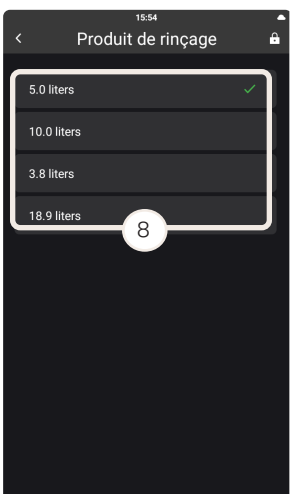 15:54
Produit de rinçage
5.0 liters
10.0 liters
3.8 liters
18.9 liters
8